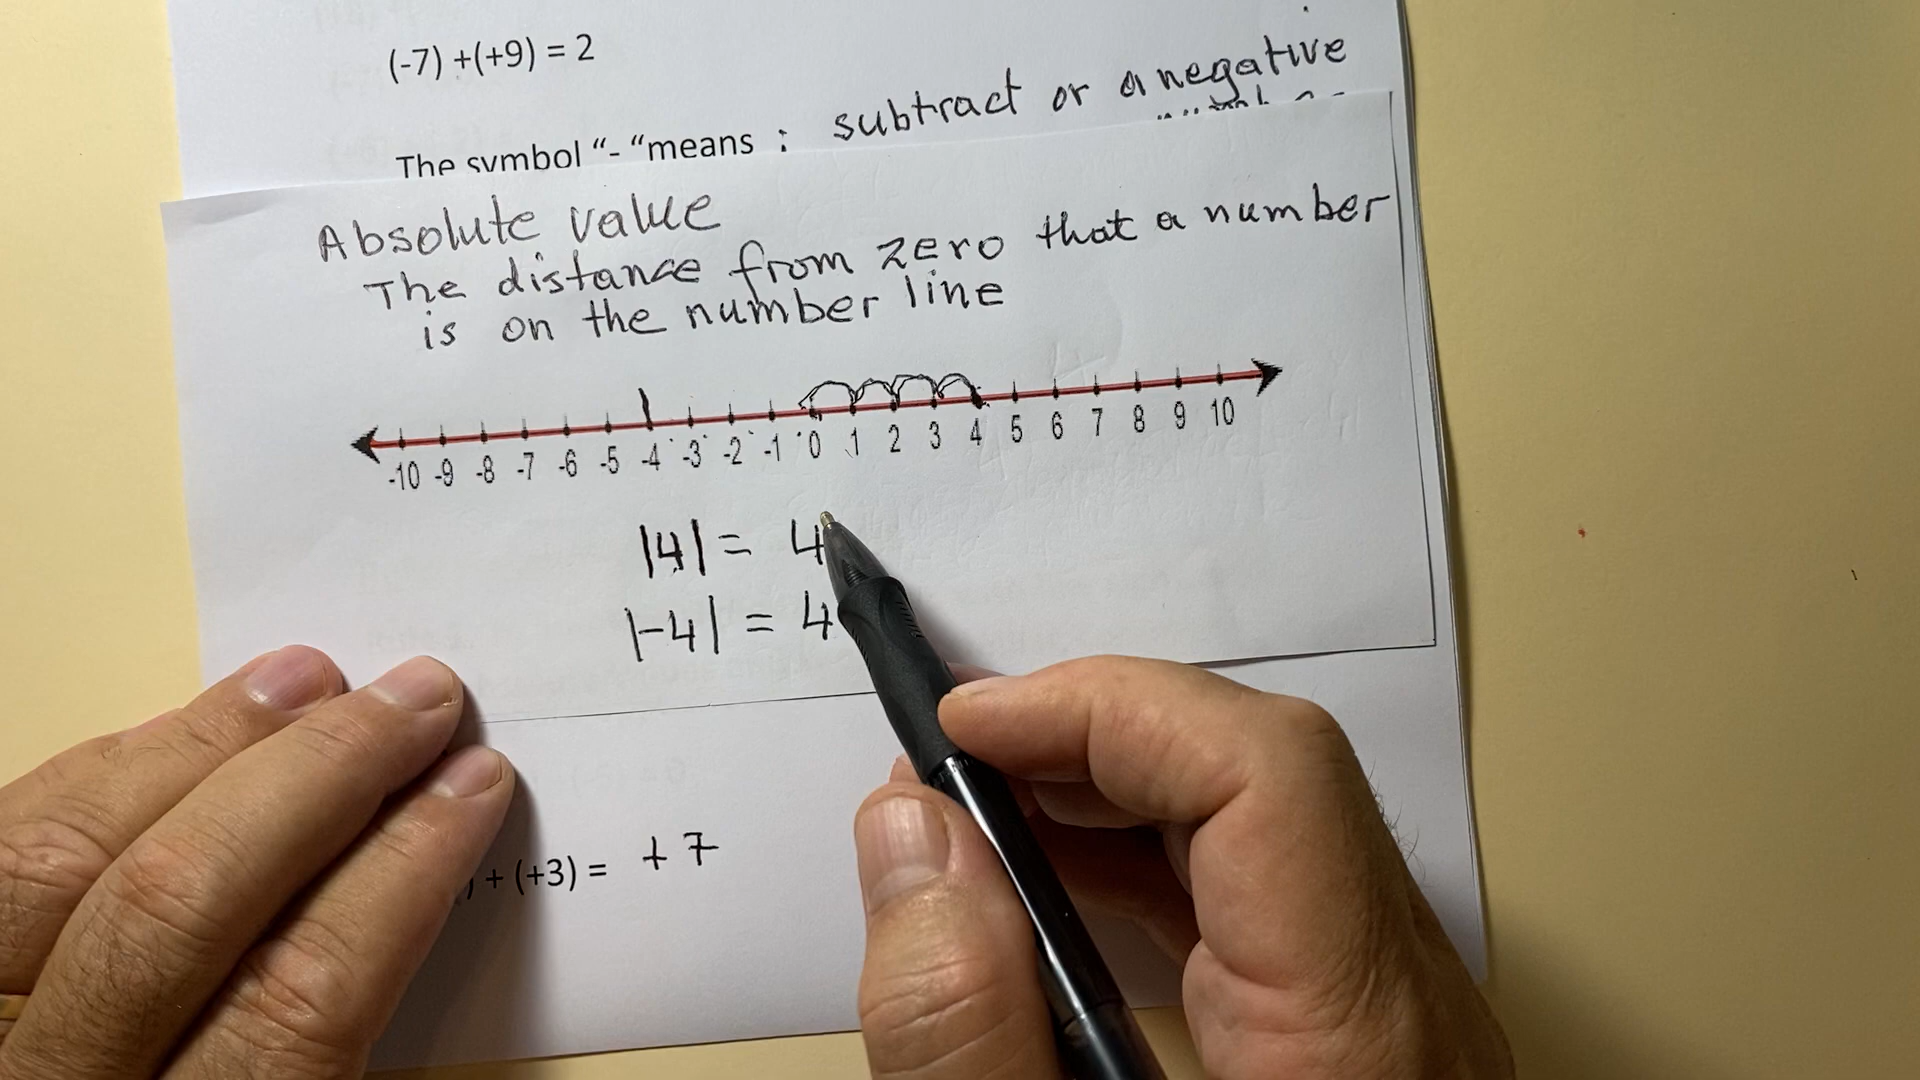 (-7) +(+9) = 2
The symbol “- “means : subtract or a negative
Absolute value
The distance from zero that a number
is on the number line
-10 -9 -8 -7 -6 -5 -4 -3 -2 -1 0 1 2 3 4 5 6 7 8 9 10
|4| = 4
|-4| = 4
) + (+3) = +7